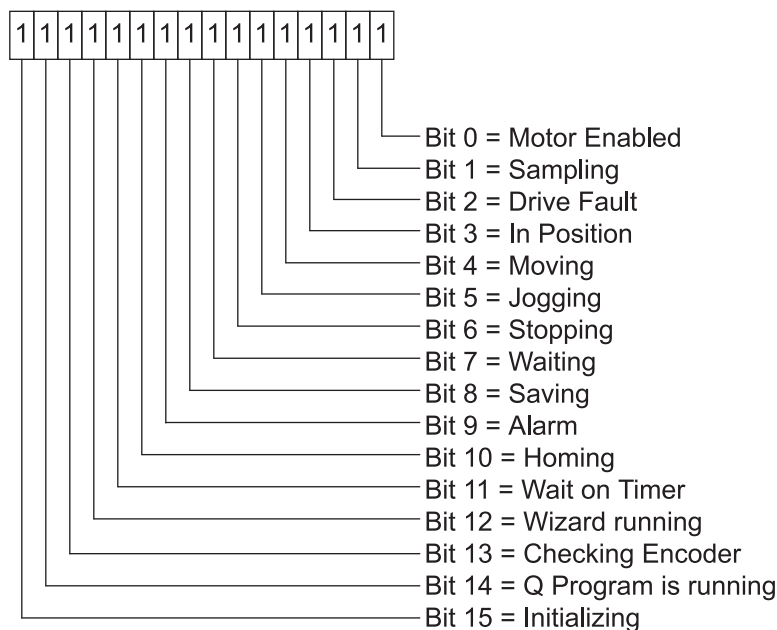 1 1 1 1 1 1 1 1 1 1 1 1 1 1 1 1
Bit 0 = Motor Enabled
Bit 1 = Sampling
Bit 2 = Drive Fault
Bit 3 = In Position
Bit 4 = Moving
Bit 5 = Jogging
Bit 6 = Stopping
Bit 7 = Waiting
Bit 8 = Saving
Bit 9 = Alarm
Bit 10 = Homing
Bit 11 = Wait on Timer
Bit 12 = Wizard running
Bit 13 = Checking Encoder
Bit 14 = Q Program is running
Bit 15 = Initializing